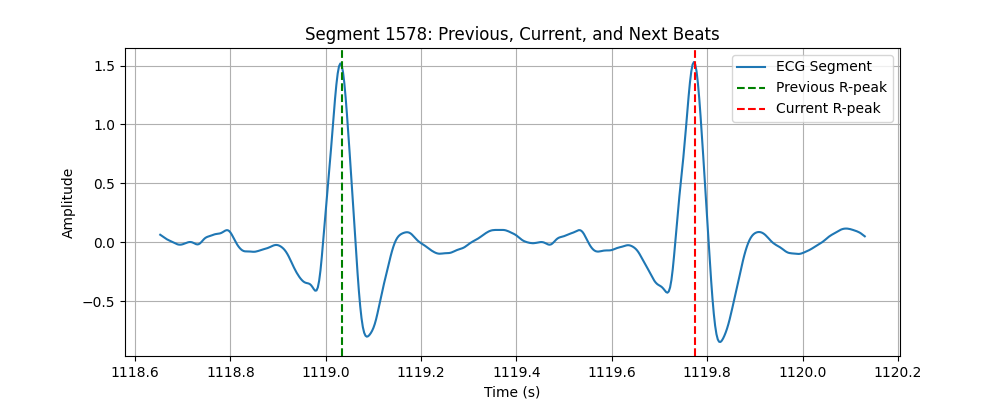 Segment 1578: Previous, Current, and Next Beats
ECG Segment
Previous R-peak
Current R-peak
Amplitude
1.5
1.0
0.5
0.0
−0.5
1118.6 1118.8 1119.0 1119.2 1119.4 1119.6 1119.8 1120.0 1120.2
Time (s)